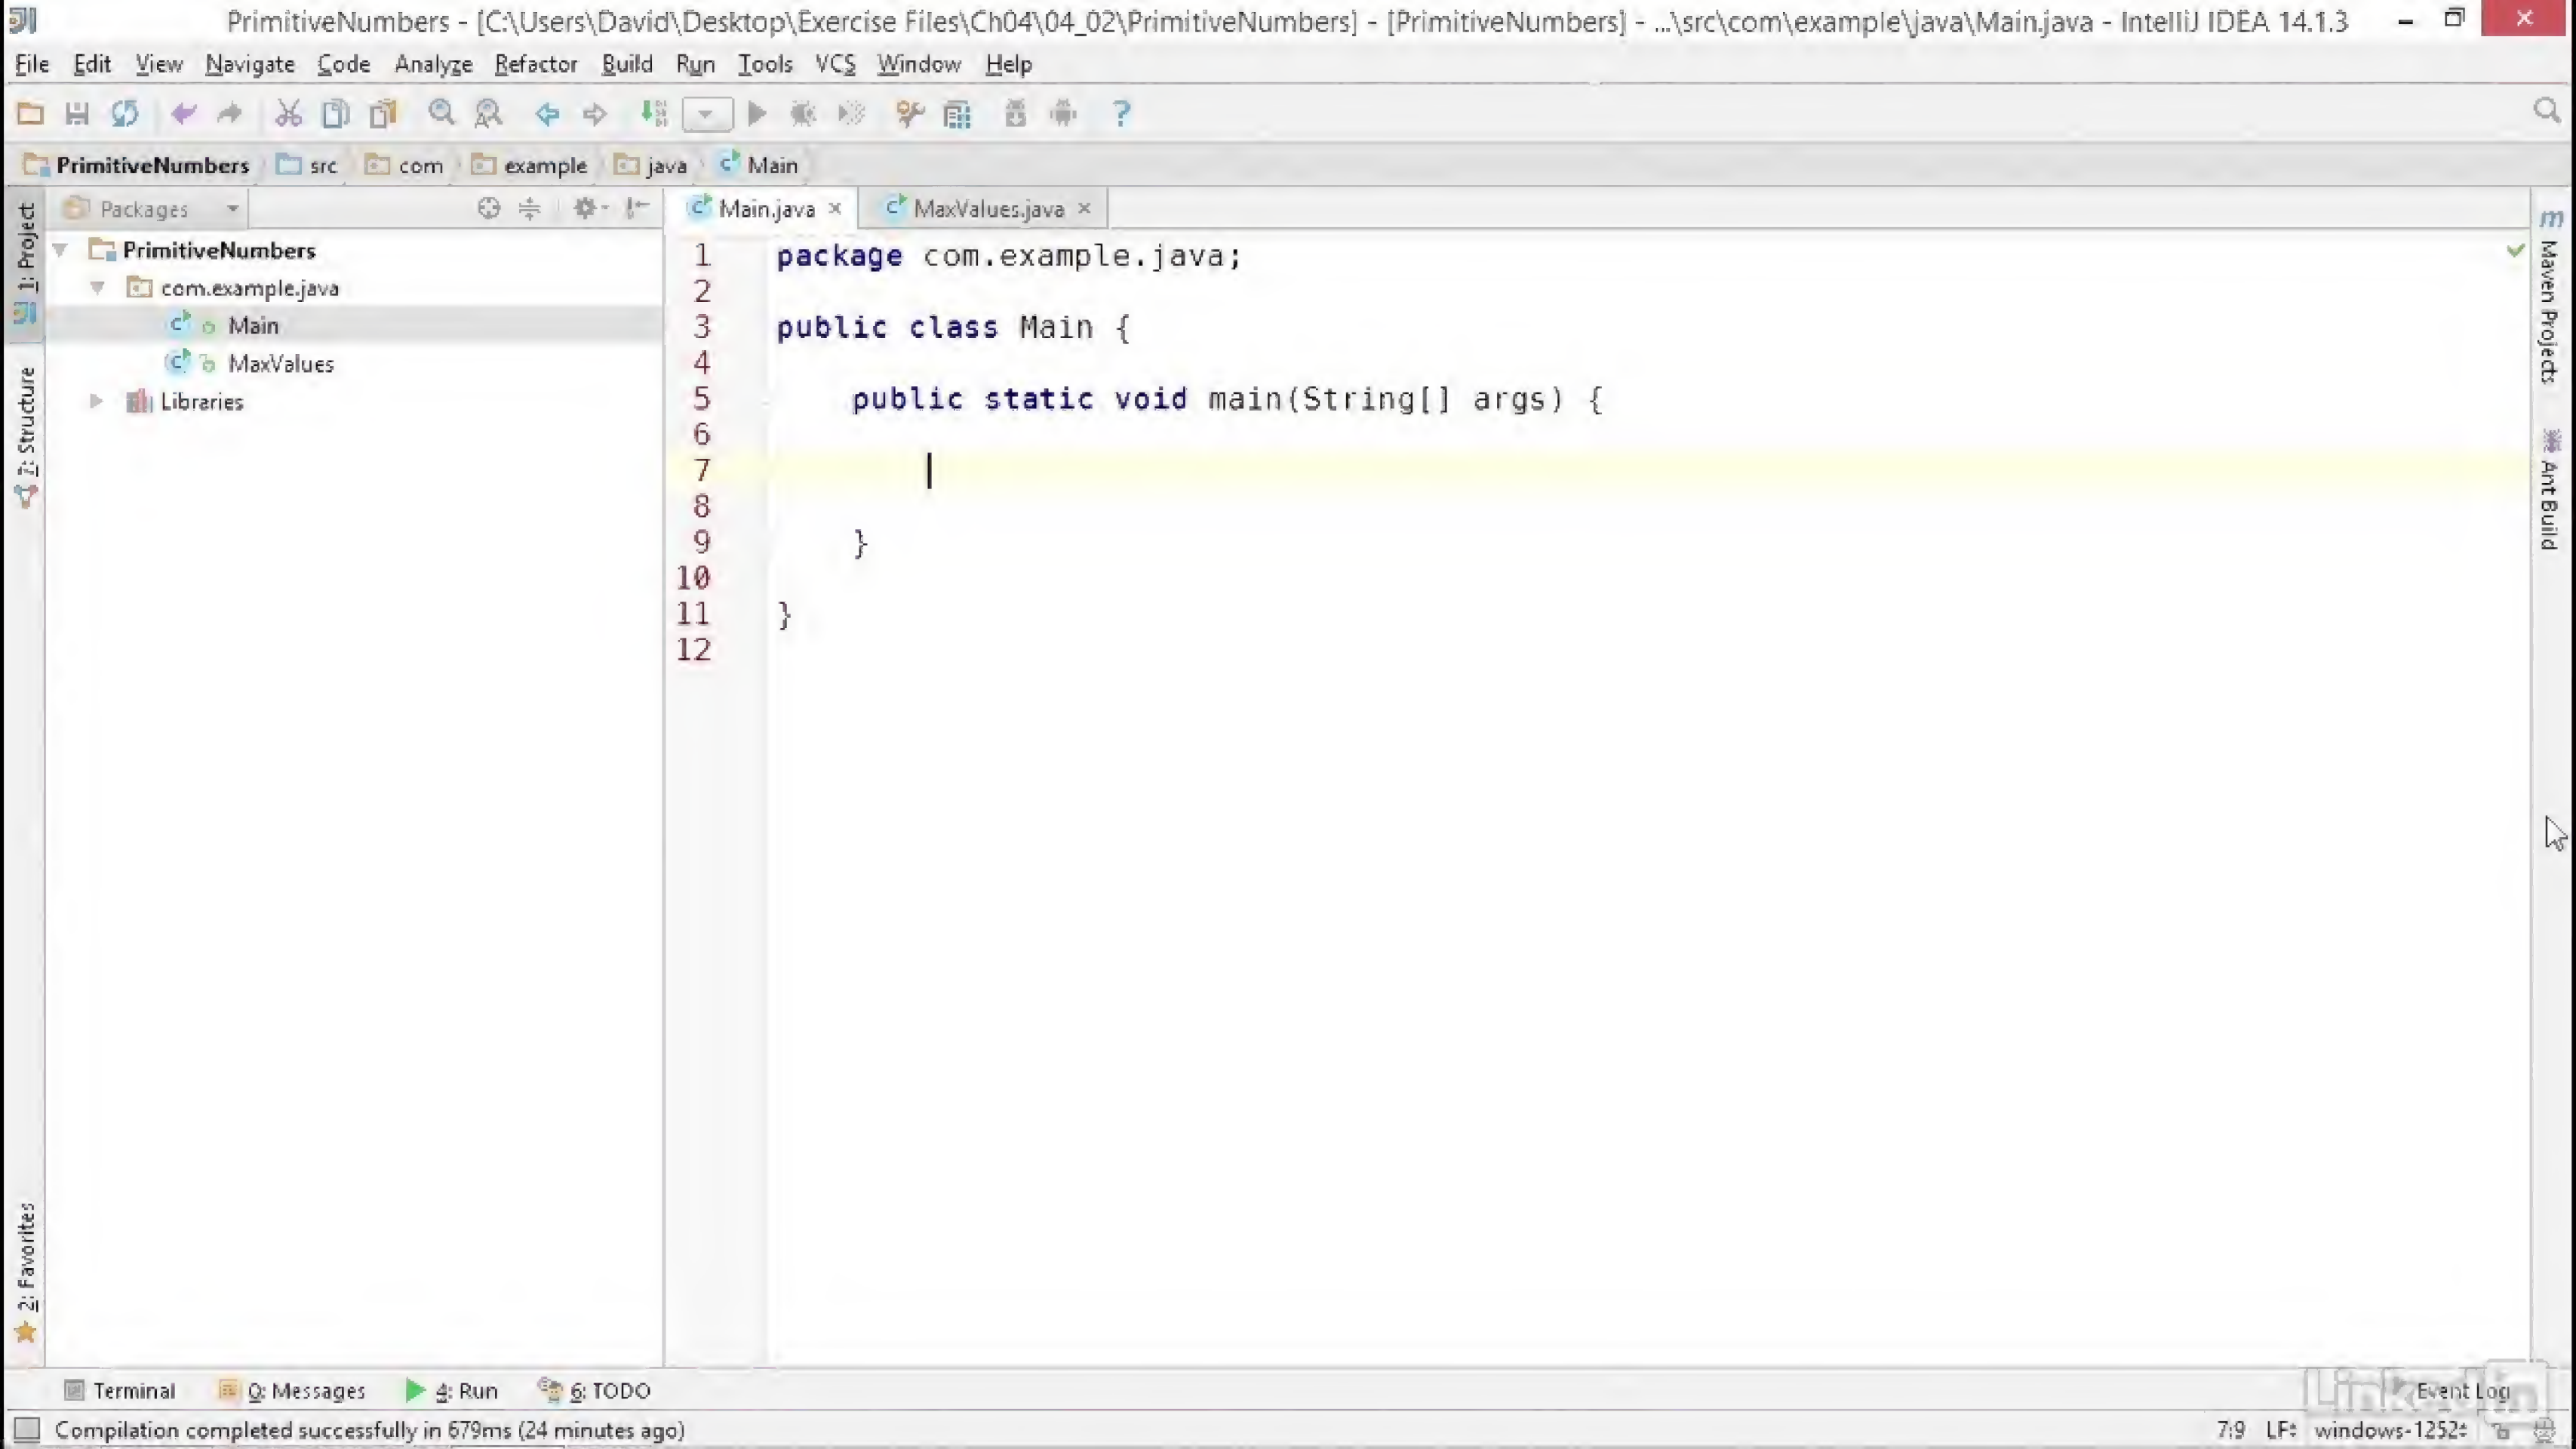 PrimitiveNumbers - [C:\Users\David\Desktop\Exercise Files\Ch04\04_02\PrimitiveNumbers] - [PrimitiveNumbers] - ...\src\com\example\java\Main.java - IntelliJ IDEA 14.1.3
File Edit View Navigate Code Analyze Refactor Build Run Tools VCS Window Help
PrimitiveNumbers src com example java Main
1: Project
Packages
Main.java MaxValues.java
PrimitiveNumbers
com.example.java
Main
MaxValues
Libraries
7: Structure
2: Favorites
1 package com.example.java;
2
3 public class Main {
4
5 public static void main(String[] args) {
6
7
8
9 }
10
11 }
12
Maven Projects
Ant Build
Terminal 0: Messages 4: Run 6: TODO Event Log
LinkedIn
Compilation completed successfully in 679ms (24 minutes ago) 7:9 LF÷ windows-1252÷